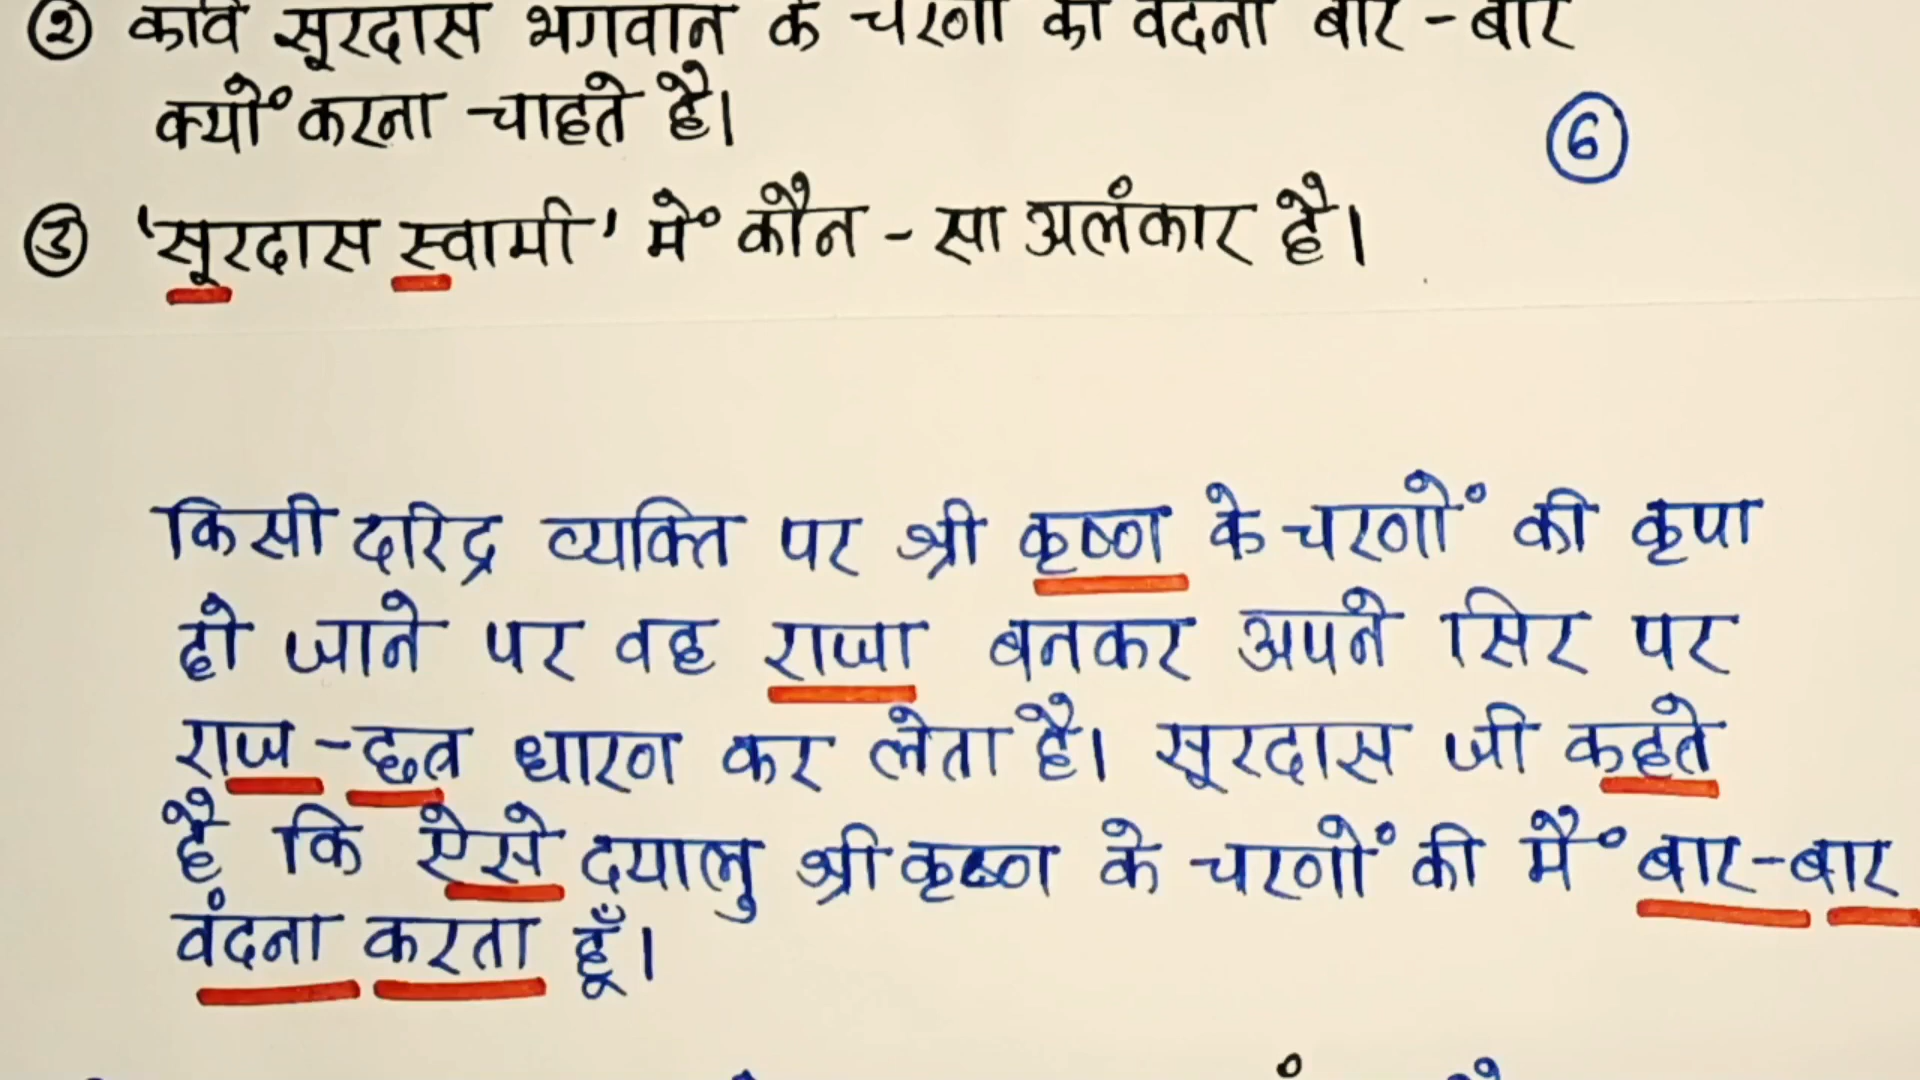 ② कवि सूरदास भगवान के चरणों की वंदना बार - बार
क्यों करना चाहते है।
⑥
③ 'सूरदास स्वामी' में कौन - सा अलंकार है।
किसी दरिद्र व्यक्ति पर श्री कृष्ण के चरणों की कृपा
हो जाने पर वह राजा बनकर अपने सिर पर
राज - छत्र धारण कर लेता है। सूरदास जी कहते
है कि ऐसे दयालु श्री कृष्ण के चरणों की मैं बार-बार
वंदना करता हूँ।